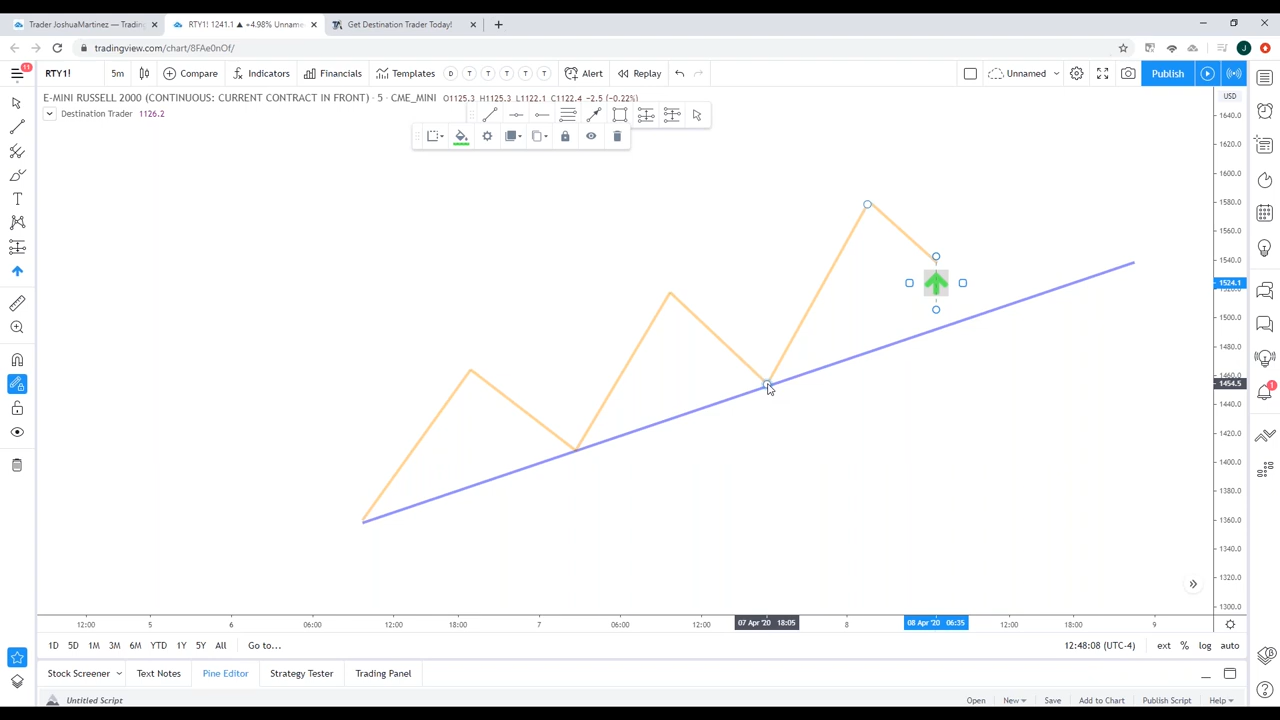 Trader JoshuaMartinez — Trading
RTY1! 1241.1 ▲ +4.98% Unname
Get Destination Trader Today!
tradingview.com/chart/8FAe0nOf/
J
11
RTY1!
5m
Compare
Indicators
Financials
Templates
D
T
T
T
T
Alert
Replay
Unnamed
Publish
E-MINI RUSSELL 2000 (CONTINUOUS: CURRENT CONTRACT IN FRONT) · 5 · CME_MINI O1125.3 H1125.3 L1122.1 C1122.4 −2.5 (−0.22%)
USD
Destination Trader 1126.2
1640.0
1620.0
1600.0
1580.0
1560.0
1540.0
1524.1
1500.0
1480.0
1460.0
1454.5
1440.0
1420.0
1400.0
1380.0
1360.0
1340.0
1320.0
1300.0
1
12:00 5 6 06:00 12:00 18:00 7 06:00 12:00 07 Apr '20 18:05 8 08 Apr '20 06:35 12:00 18:00 9
1D 5D 1M 3M 6M YTD 1Y 5Y All Go to... 12:48:08 (UTC-4) ext % log auto
Stock Screener Text Notes Pine Editor Strategy Tester Trading Panel
Untitled Script Open New Save Add to Chart Publish Script Help